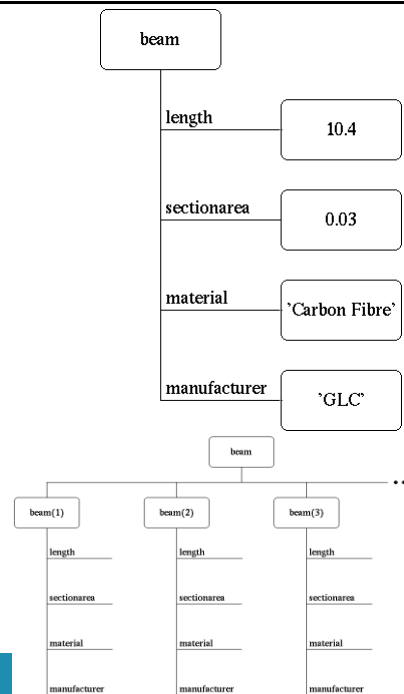 beam
length
10.4
sectionarea
0.03
material
’Carbon Fibre’
manufacturer
’GLC’
beam
beam(1) beam(2) beam(3)
length length length
sectionarea sectionarea sectionarea
material material material
manufacturer manufacturer manufacturer